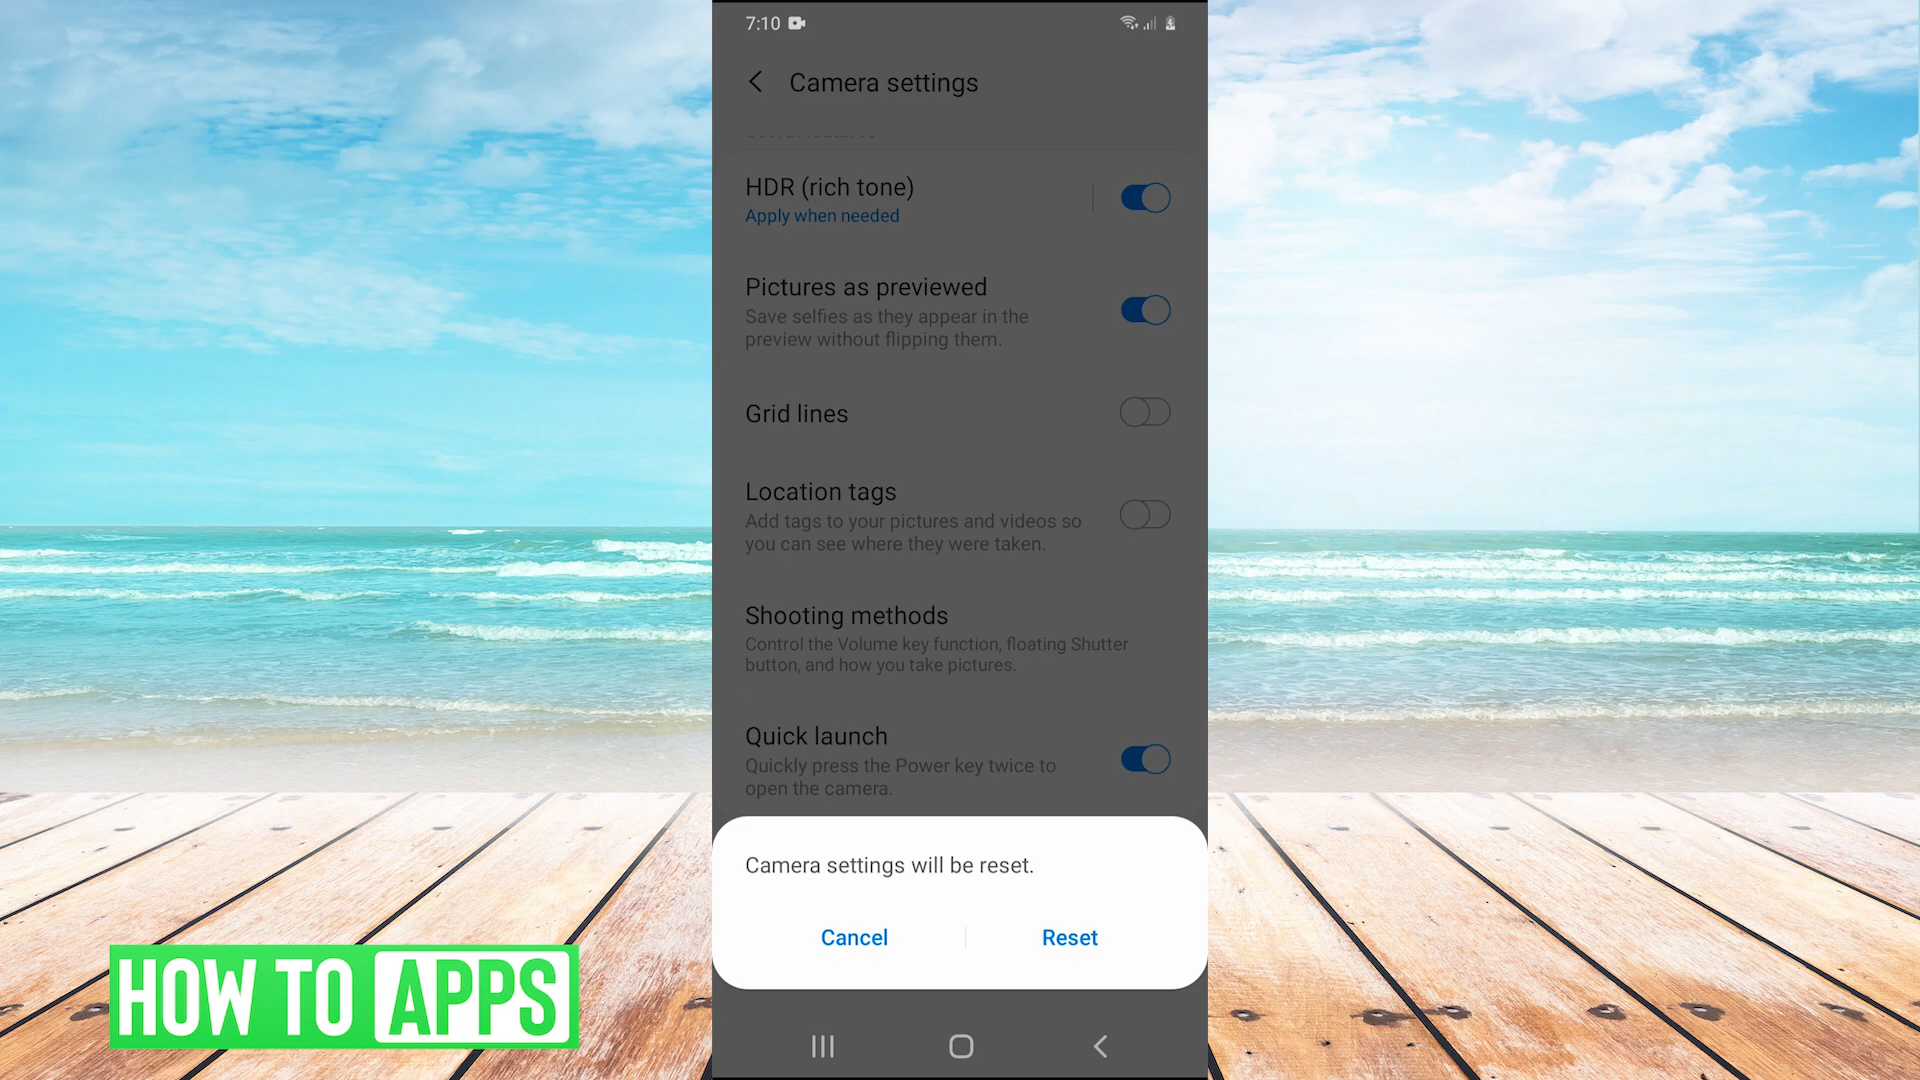 7:10
Camera settings
HDR (rich tone)
Apply when needed
Pictures as previewed
Save selfies as they appear in the
preview without flipping them.
Grid lines
Location tags
Add tags to your pictures and videos so
you can see where they were taken.
Shooting methods
Control the Volume key function, floating Shutter
button, and how you take pictures.
Quick launch
Quickly press the Power key twice to
open the camera.
Camera settings will be reset.
Cancel
Reset
HOW TO APPS